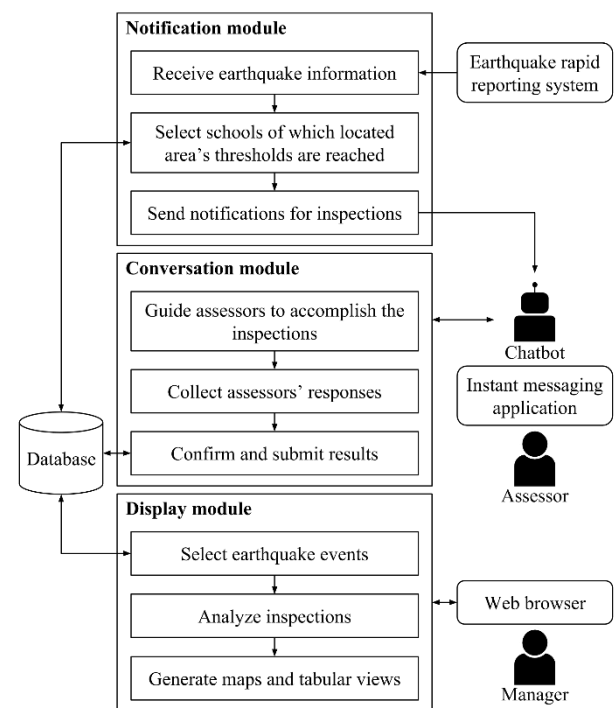 Notification module
Receive earthquake information
Earthquake rapid
reporting system
Select schools of which located
area's thresholds are reached
Send notifications for inspections
Conversation module
Guide assessors to accomplish the
inspections
Chatbot
Collect assessors' responses
Instant messaging
application
Confirm and submit results
Database
Assessor
Display module
Select earthquake events
Analyze inspections
Web browser
Generate maps and tabular views
Manager